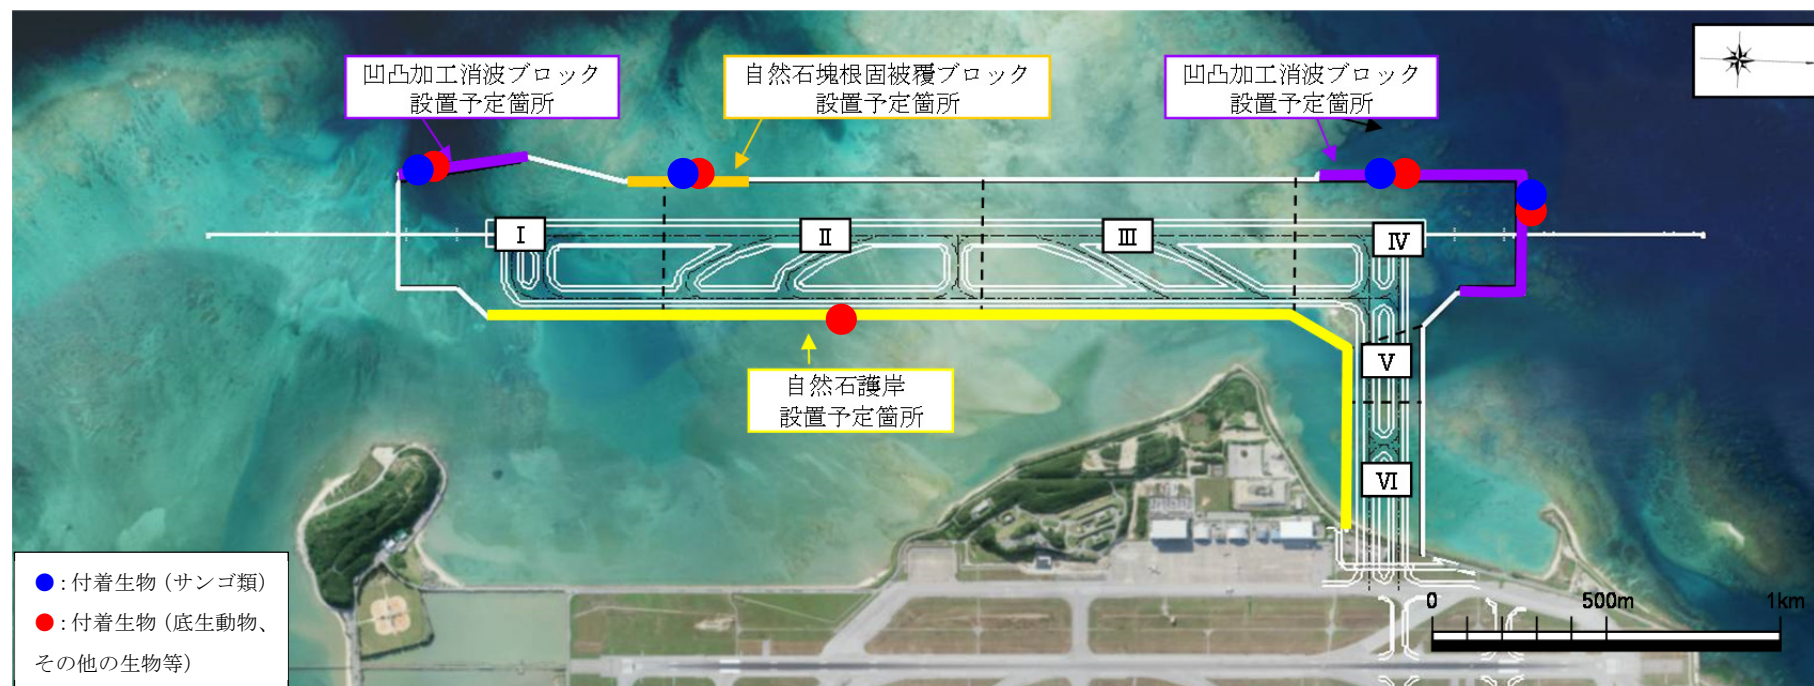 凹凸加工消波ブロック
設置予定箇所
自然石塊根固被覆ブロック
設置予定箇所
凹凸加工消波ブロック
設置予定箇所
Ⅰ
Ⅱ
Ⅲ
Ⅳ
Ⅴ
自然石護岸
設置予定箇所
Ⅵ
●:付着生物(サンゴ類)
●:付着生物(底生動物、
その他の生物等)
0 500m 1km